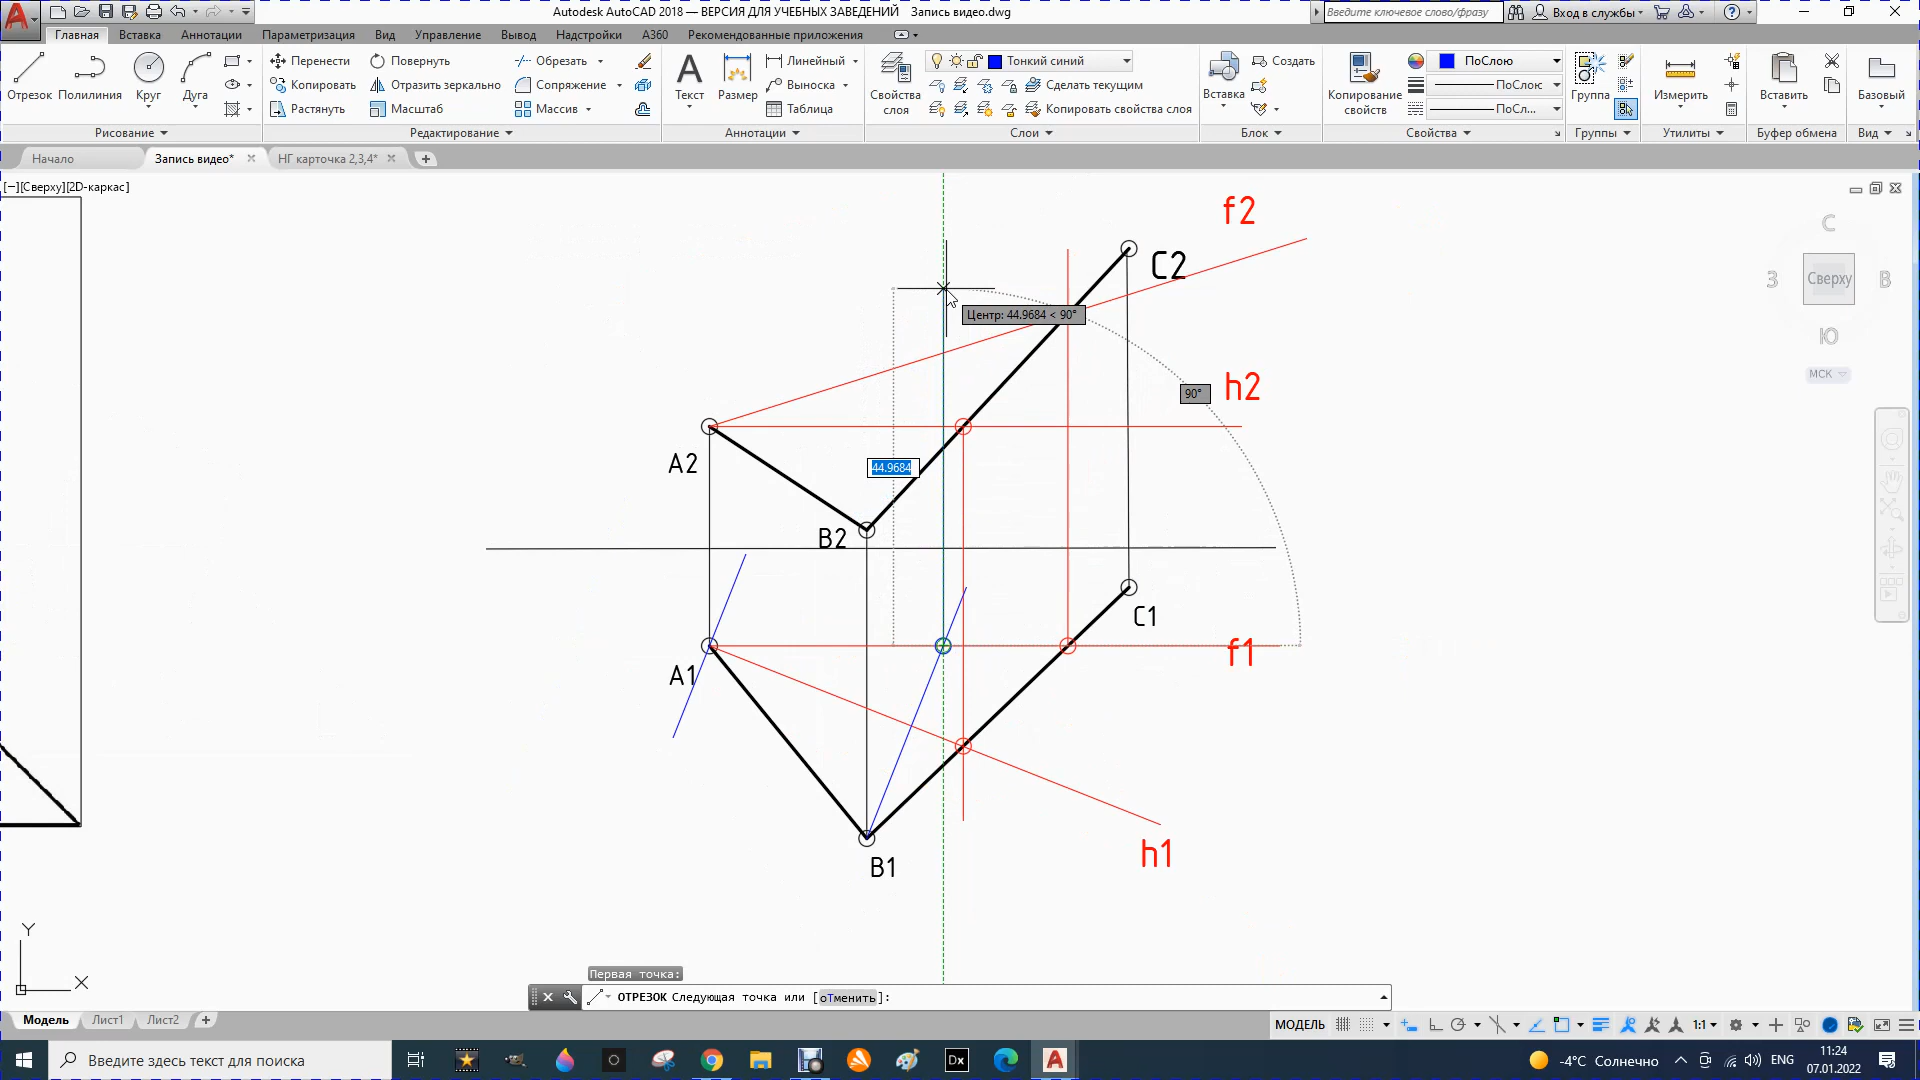 Autodesk AutoCAD 2018 — ВЕРСИЯ ДЛЯ УЧЕБНЫХ ЗАВЕДЕНИЙ Запись видео.dwg
Введите ключевое слово/фразу
Вход в службы
Главная Вставка Аннотации Параметризация Вид Управление Вывод Надстройки A360 Рекомендованные приложения
Отрезок Полилиния Круг Дуга
Рисование
Перенести Повернуть Обрезать
Копировать Отразить зеркально Сопряжение
Растянуть Масштаб Массив
Редактирование
Текст Размер
Линейный
Выноска
Таблица
Аннотации
Свойства слоя
Тонкий синий
Сделать текущим
Копировать свойства слоя
Слои
Вставка
Создать
Блок
Копирование свойств
ПоСлою
ПоСлою
ПоСл...
Свойства
Группа
Группы
Измерить
Утилиты
Вставить
Буфер обмена
Базовый
Вид
Начало Запись видео* НГ карточка 2,3,4*
[−][Сверху][2D-каркас]
С
З Сверху В
Ю
МСК
f2
C2
Центр: 44.9684 < 90°
h2
90°
A2
44.9684
B2
C1
f1
A1
h1
B1
Y
X
Первая точка:
ОТРЕЗОК Следующая точка или [оТменить]:
Модель Лист1 Лист2
МОДЕЛЬ 1:1
Введите здесь текст для поиска
Dx
-4°C Солнечно
ENG
11:24
07.01.2022